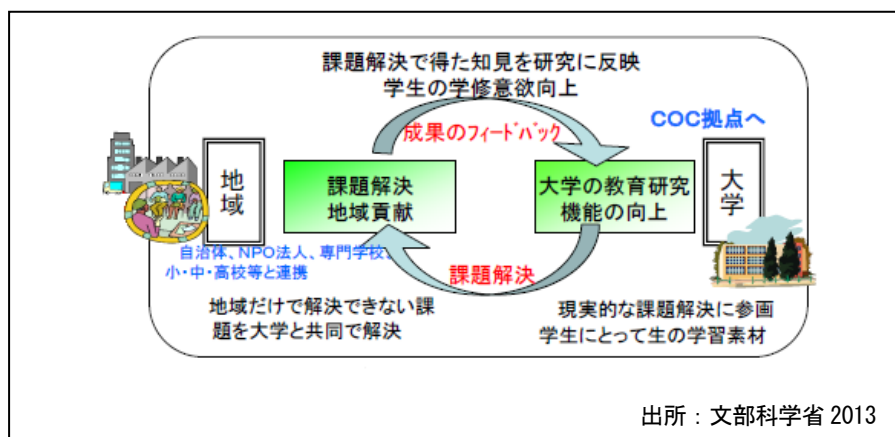 課題解決で得た知見を研究に反映
学生の学修意欲向上
成果のフィードバック
COC拠点へ
地域
課題解決
地域貢献
大学の教育研究
機能の向上
大学
自治体、NPO法人、専門学校、
小・中・高校等と連携
課題解決
地域だけで解決できない課
題を大学と共同で解決
現実的な課題解決に参画
学生にとって生の学習素材
出所：文部科学省 2013